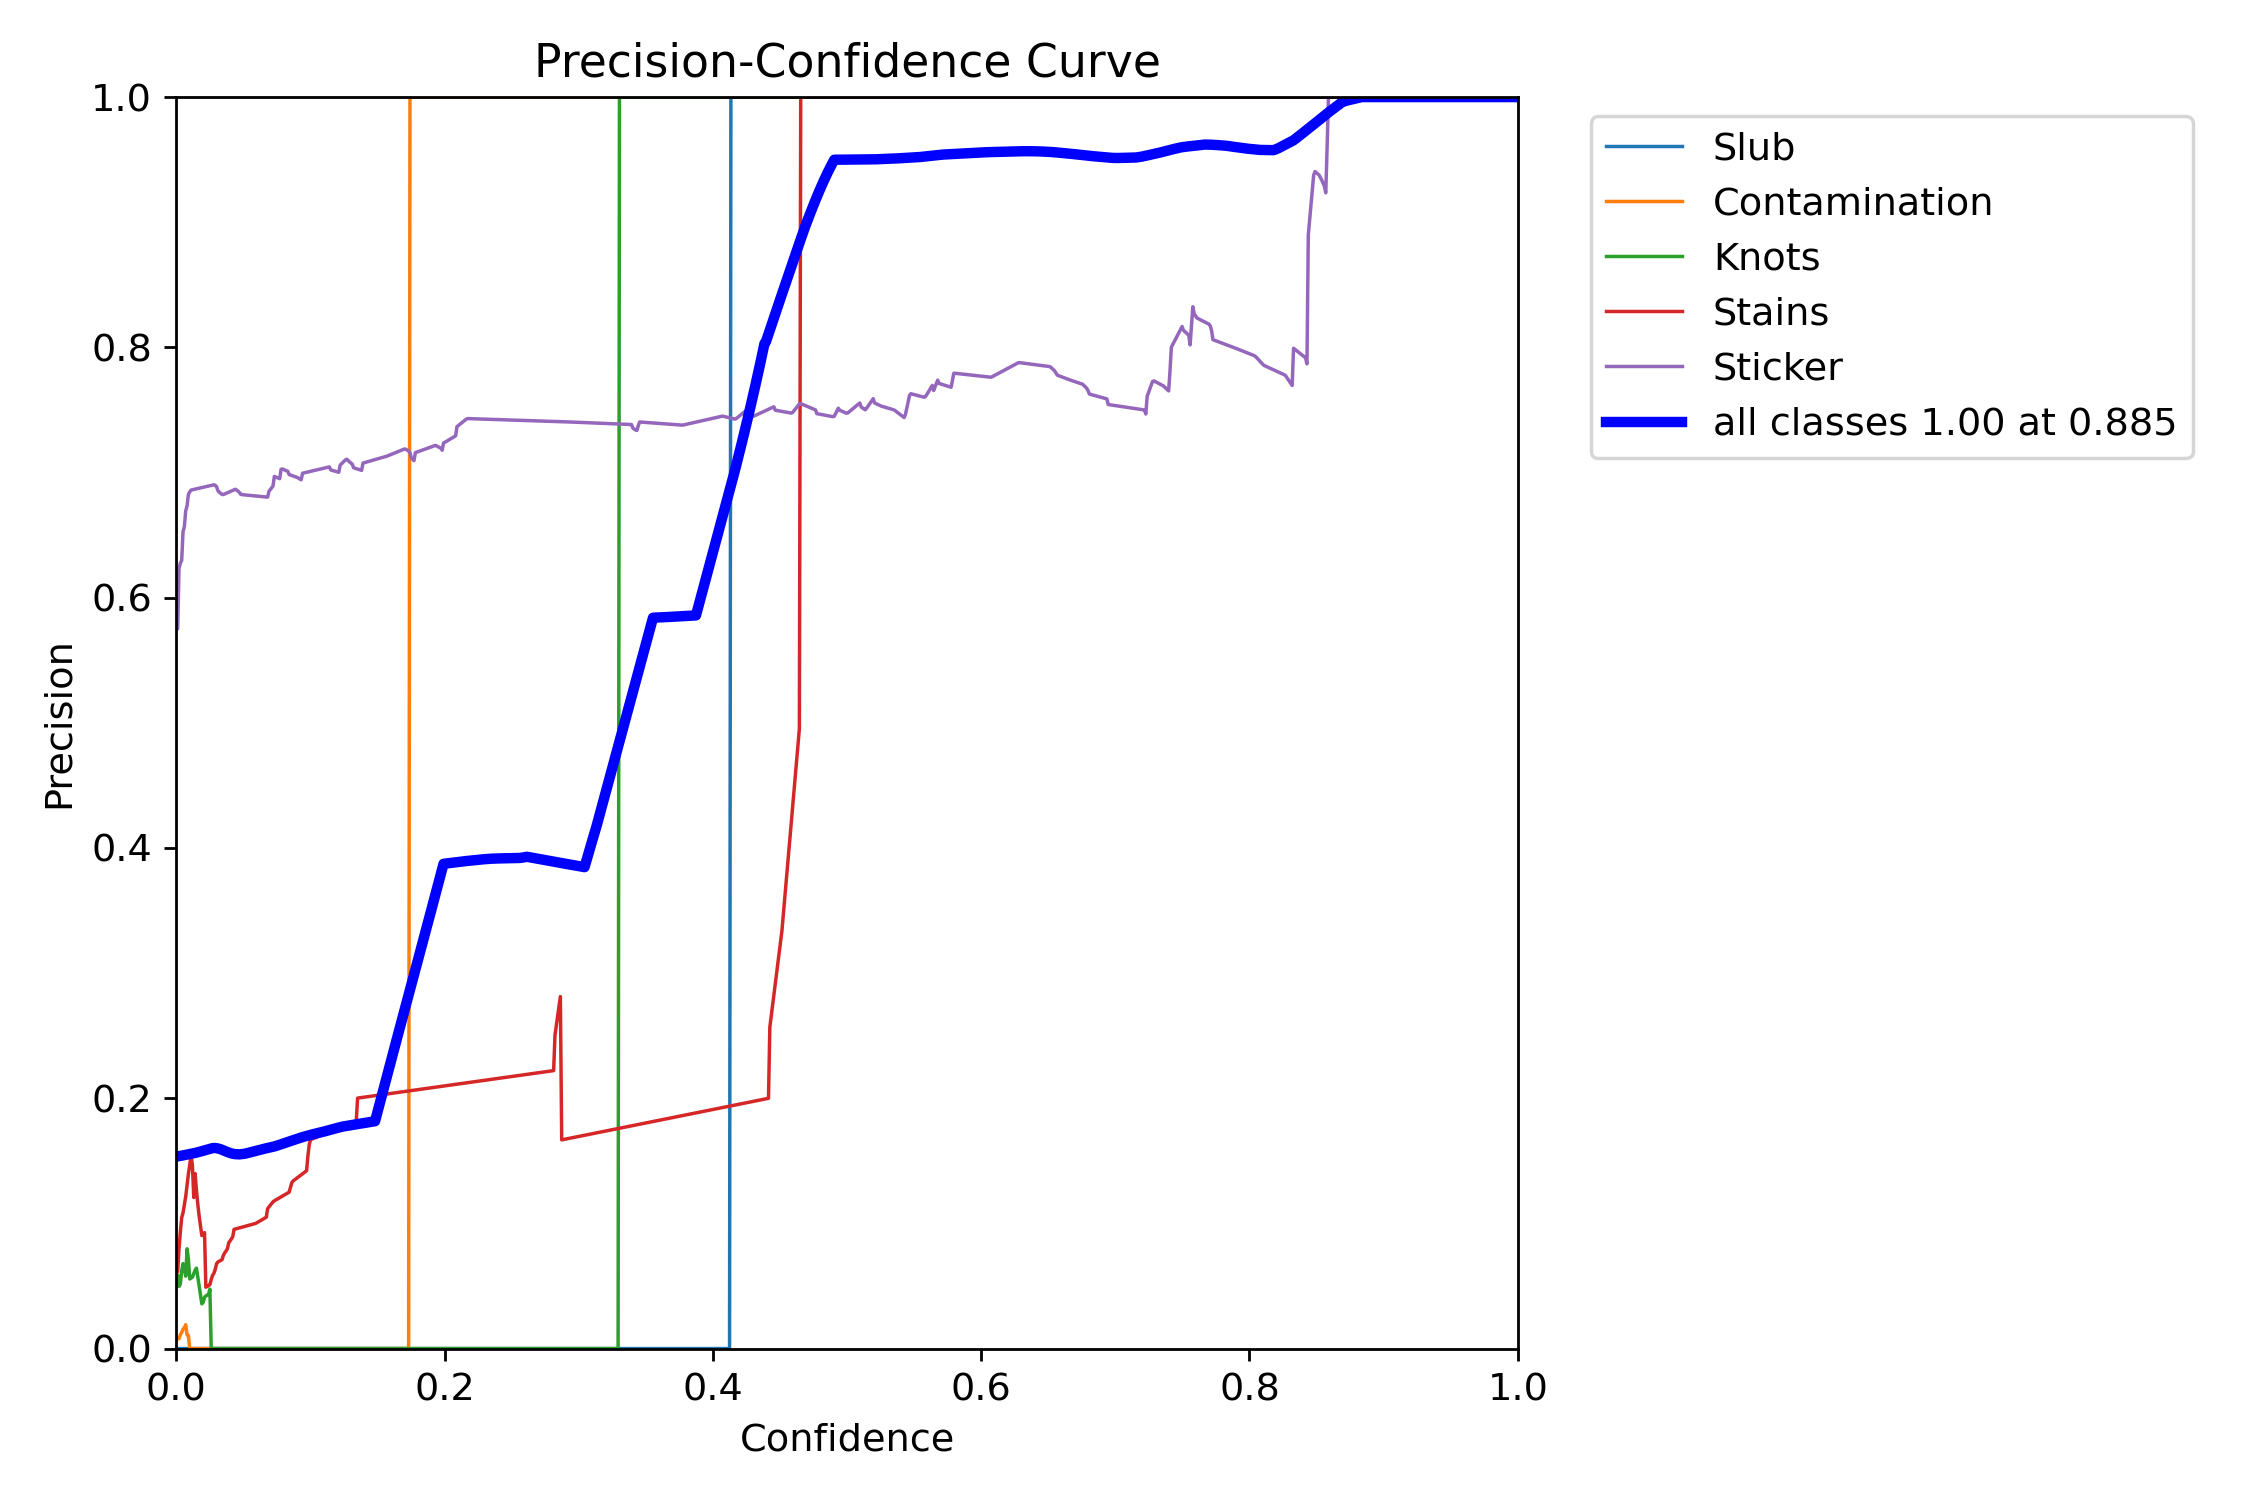 Precision-Confidence Curve
1.0
0.8
0.6
0.4
0.2
0.0
Precision
0.0 0.2 0.4 0.6 0.8 1.0
Confidence
Slub
Contamination
Knots
Stains
Sticker
all classes 1.00 at 0.885